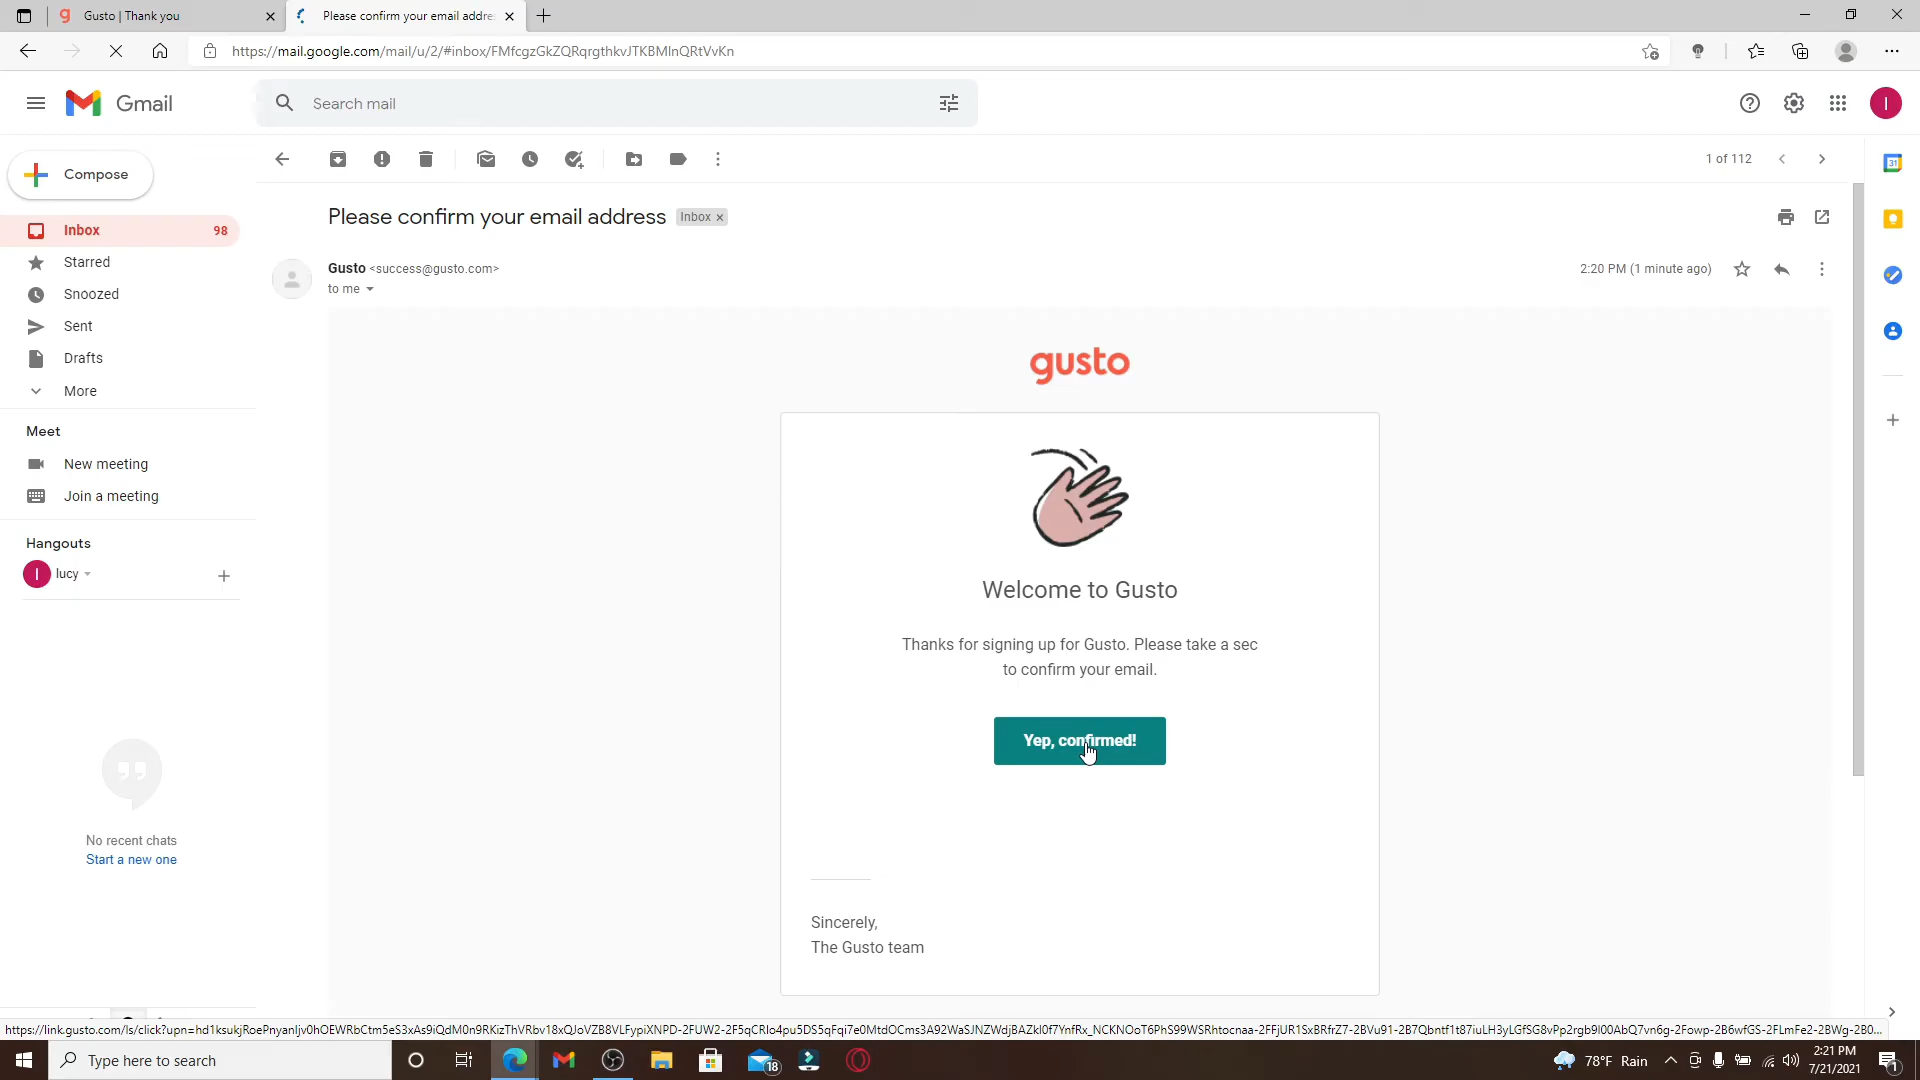 Gusto | Thank you
Please confirm your email addre
https://mail.google.com/mail/u/2/#inbox/FMfcgzGkZQRqrgthkvJTKBMlnQRtVvKn
Gmail
Search mail
Compose
1 of 112
Inbox 98
Starred
Snoozed
Sent
Drafts
More
Meet
New meeting
Join a meeting
Hangouts
lucy
No recent chats
Start a new one
Please confirm your email address Inbox ×
Gusto <success@gusto.com>
to me
2:20 PM (1 minute ago)
gusto
Welcome to Gusto
Thanks for signing up for Gusto. Please take a sec
to confirm your email.
Yep, confirmed!
Sincerely,
The Gusto team
31
Type here to search
18
78°F Rain
2:21 PM
7/21/2021
1